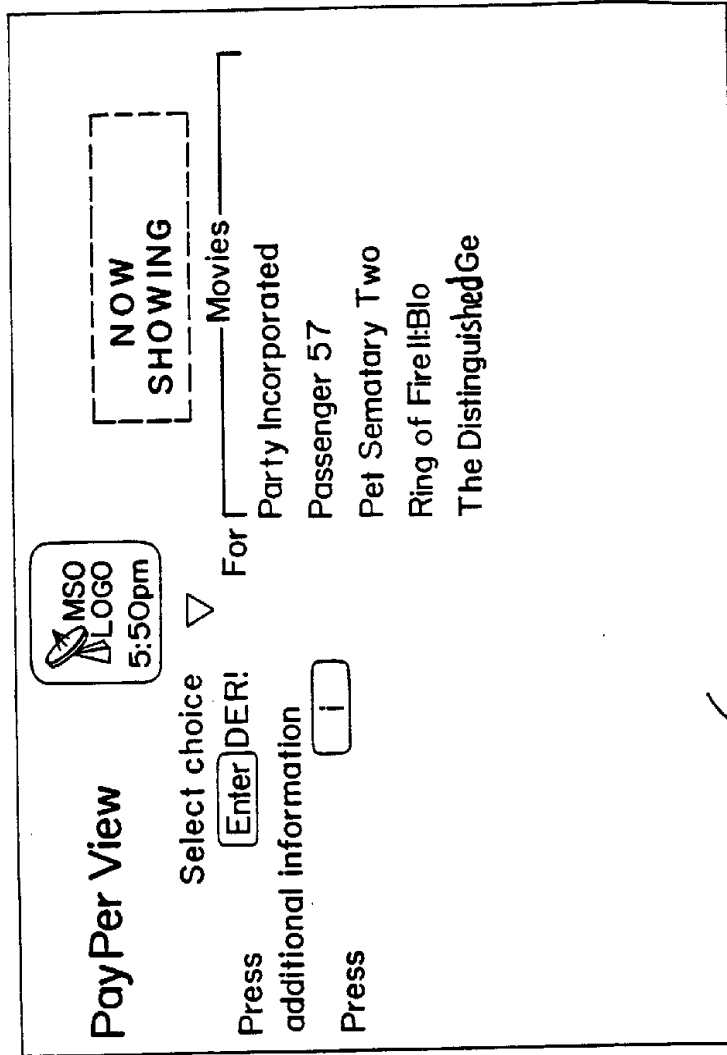 PayPer View
MSO
LOGO
5:50pm
NOW
SHOWING
Select choice
Press Enter DER! For
additional information
Press i
Movies
Party Incorporated
Passenger 57
Pet Sematary Two
Ring of Fire II:Blo
The DistinguishedGe